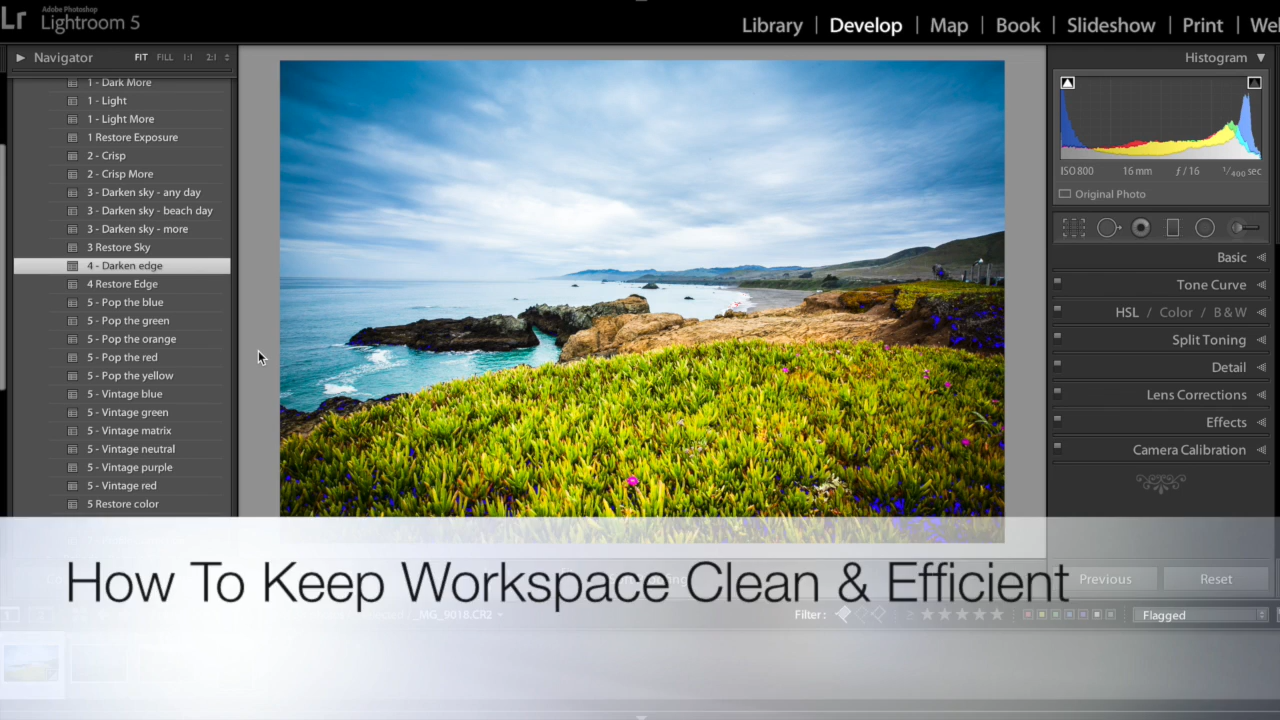 Lr
Adobe Photoshop
Lightroom 5
Library | Develop | Map | Book | Slideshow | Print |
Navigator FIT FILL 1:1 2:1
1 - Dark More
1 - Light
1 - Light More
1 Restore Exposure
2 - Crisp
2 - Crisp More
3 - Darken sky - any day
3 - Darken sky - beach day
3 - Darken sky - more
3 Restore Sky
4 - Darken edge
4 Restore Edge
5 - Pop the blue
5 - Pop the green
5 - Pop the orange
5 - Pop the red
5 - Pop the yellow
5 - Vintage blue
5 - Vintage green
5 - Vintage matrix
5 - Vintage neutral
5 - Vintage purple
5 - Vintage red
5 Restore color
Histogram
ISO 800 16 mm ƒ / 16 1/400 sec
Original Photo
Basic
Tone Curve
HSL / Color / B & W
Split Toning
Detail
Lens Corrections
Effects
Camera Calibration
Previous Reset
How To Keep Workspace Clean & Efficient
_MG_9018.CR2
Filter: Flagged